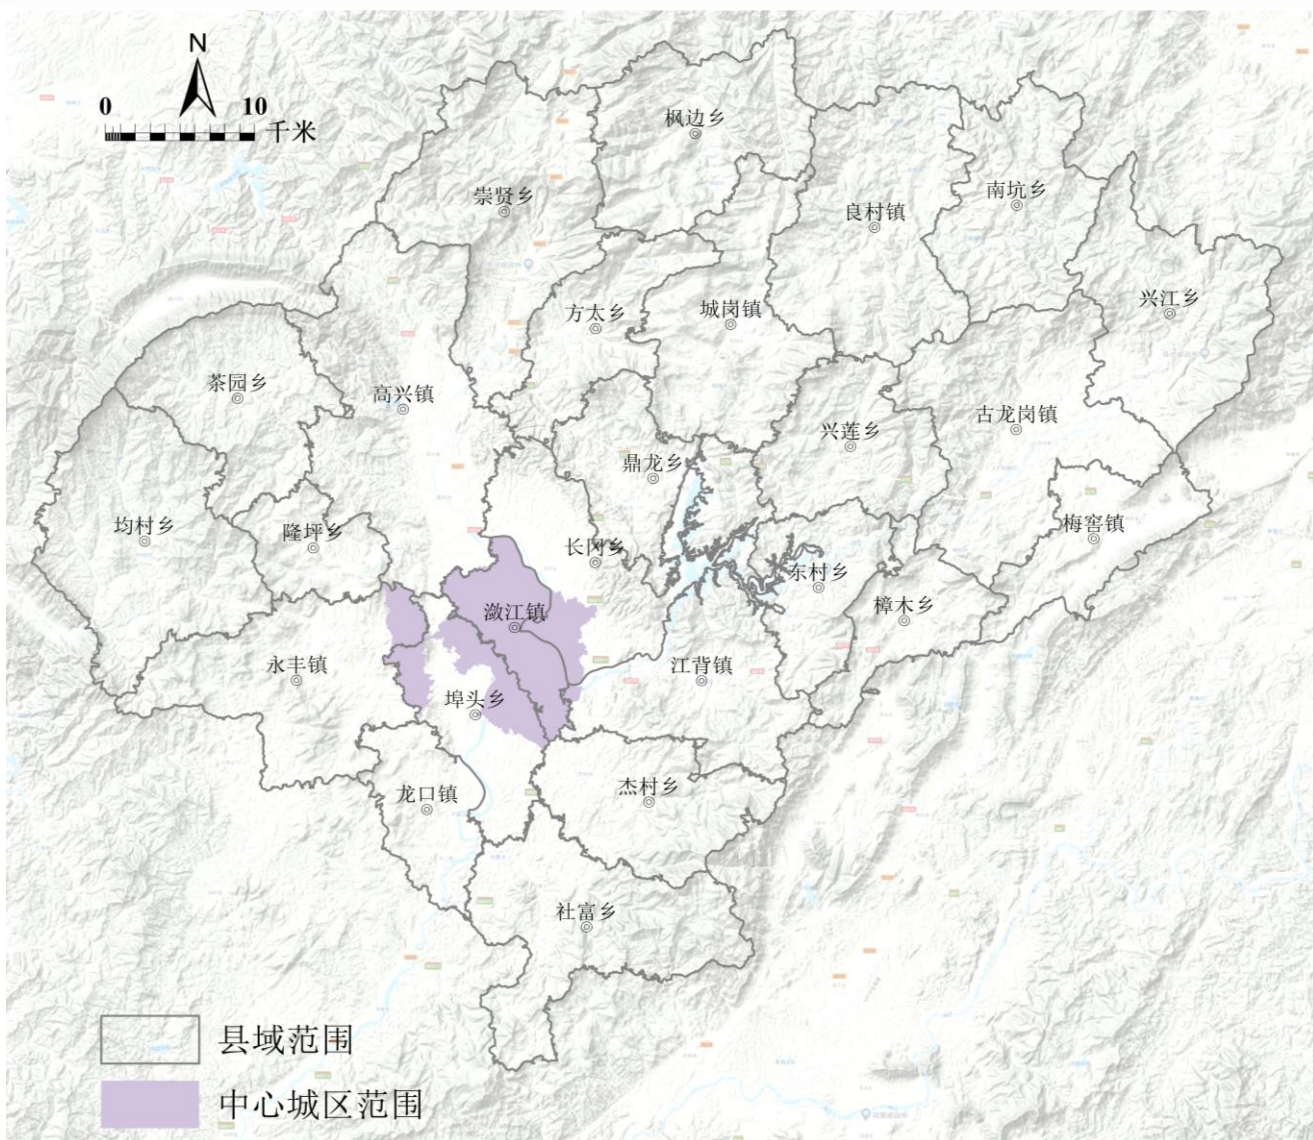 N
0 10
千米
枫边乡
崇贤乡
南坑乡
良村镇
兴江乡
方太乡
城岗镇
茶园乡
高兴镇
古龙岗镇
兴莲乡
鼎龙乡
均村乡
隆坪乡
梅窖镇
长冈乡
东村乡
樟木乡
潋江镇
永丰镇
江背镇
埠头乡
龙口镇
杰村乡
社富乡
县域范围
中心城区范围